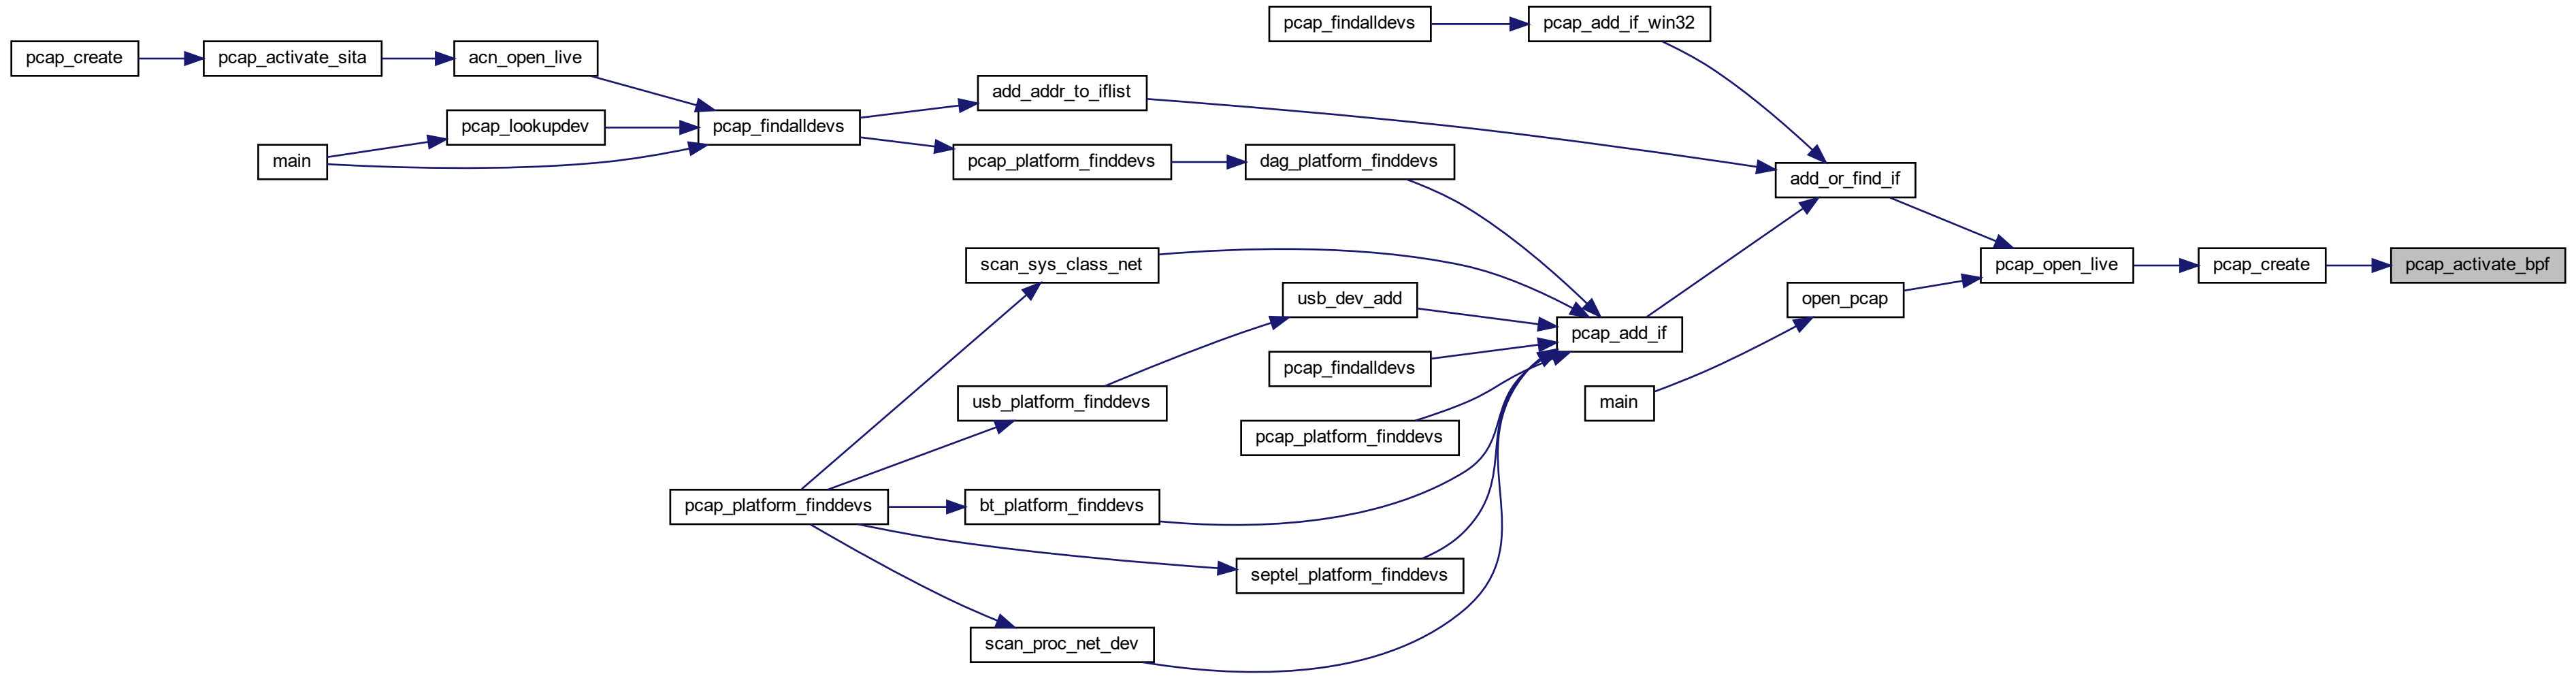 pcap_findalldevs
pcap_add_if_win32
pcap_create
pcap_activate_sita
acn_open_live
add_addr_to_iflist
pcap_lookupdev
pcap_findalldevs
main
pcap_platform_finddevs
dag_platform_finddevs
add_or_find_if
scan_sys_class_net
pcap_open_live
pcap_create
pcap_activate_bpf
usb_dev_add
open_pcap
pcap_add_if
pcap_findalldevs
usb_platform_finddevs
main
pcap_platform_finddevs
pcap_platform_finddevs
bt_platform_finddevs
septel_platform_finddevs
scan_proc_net_dev